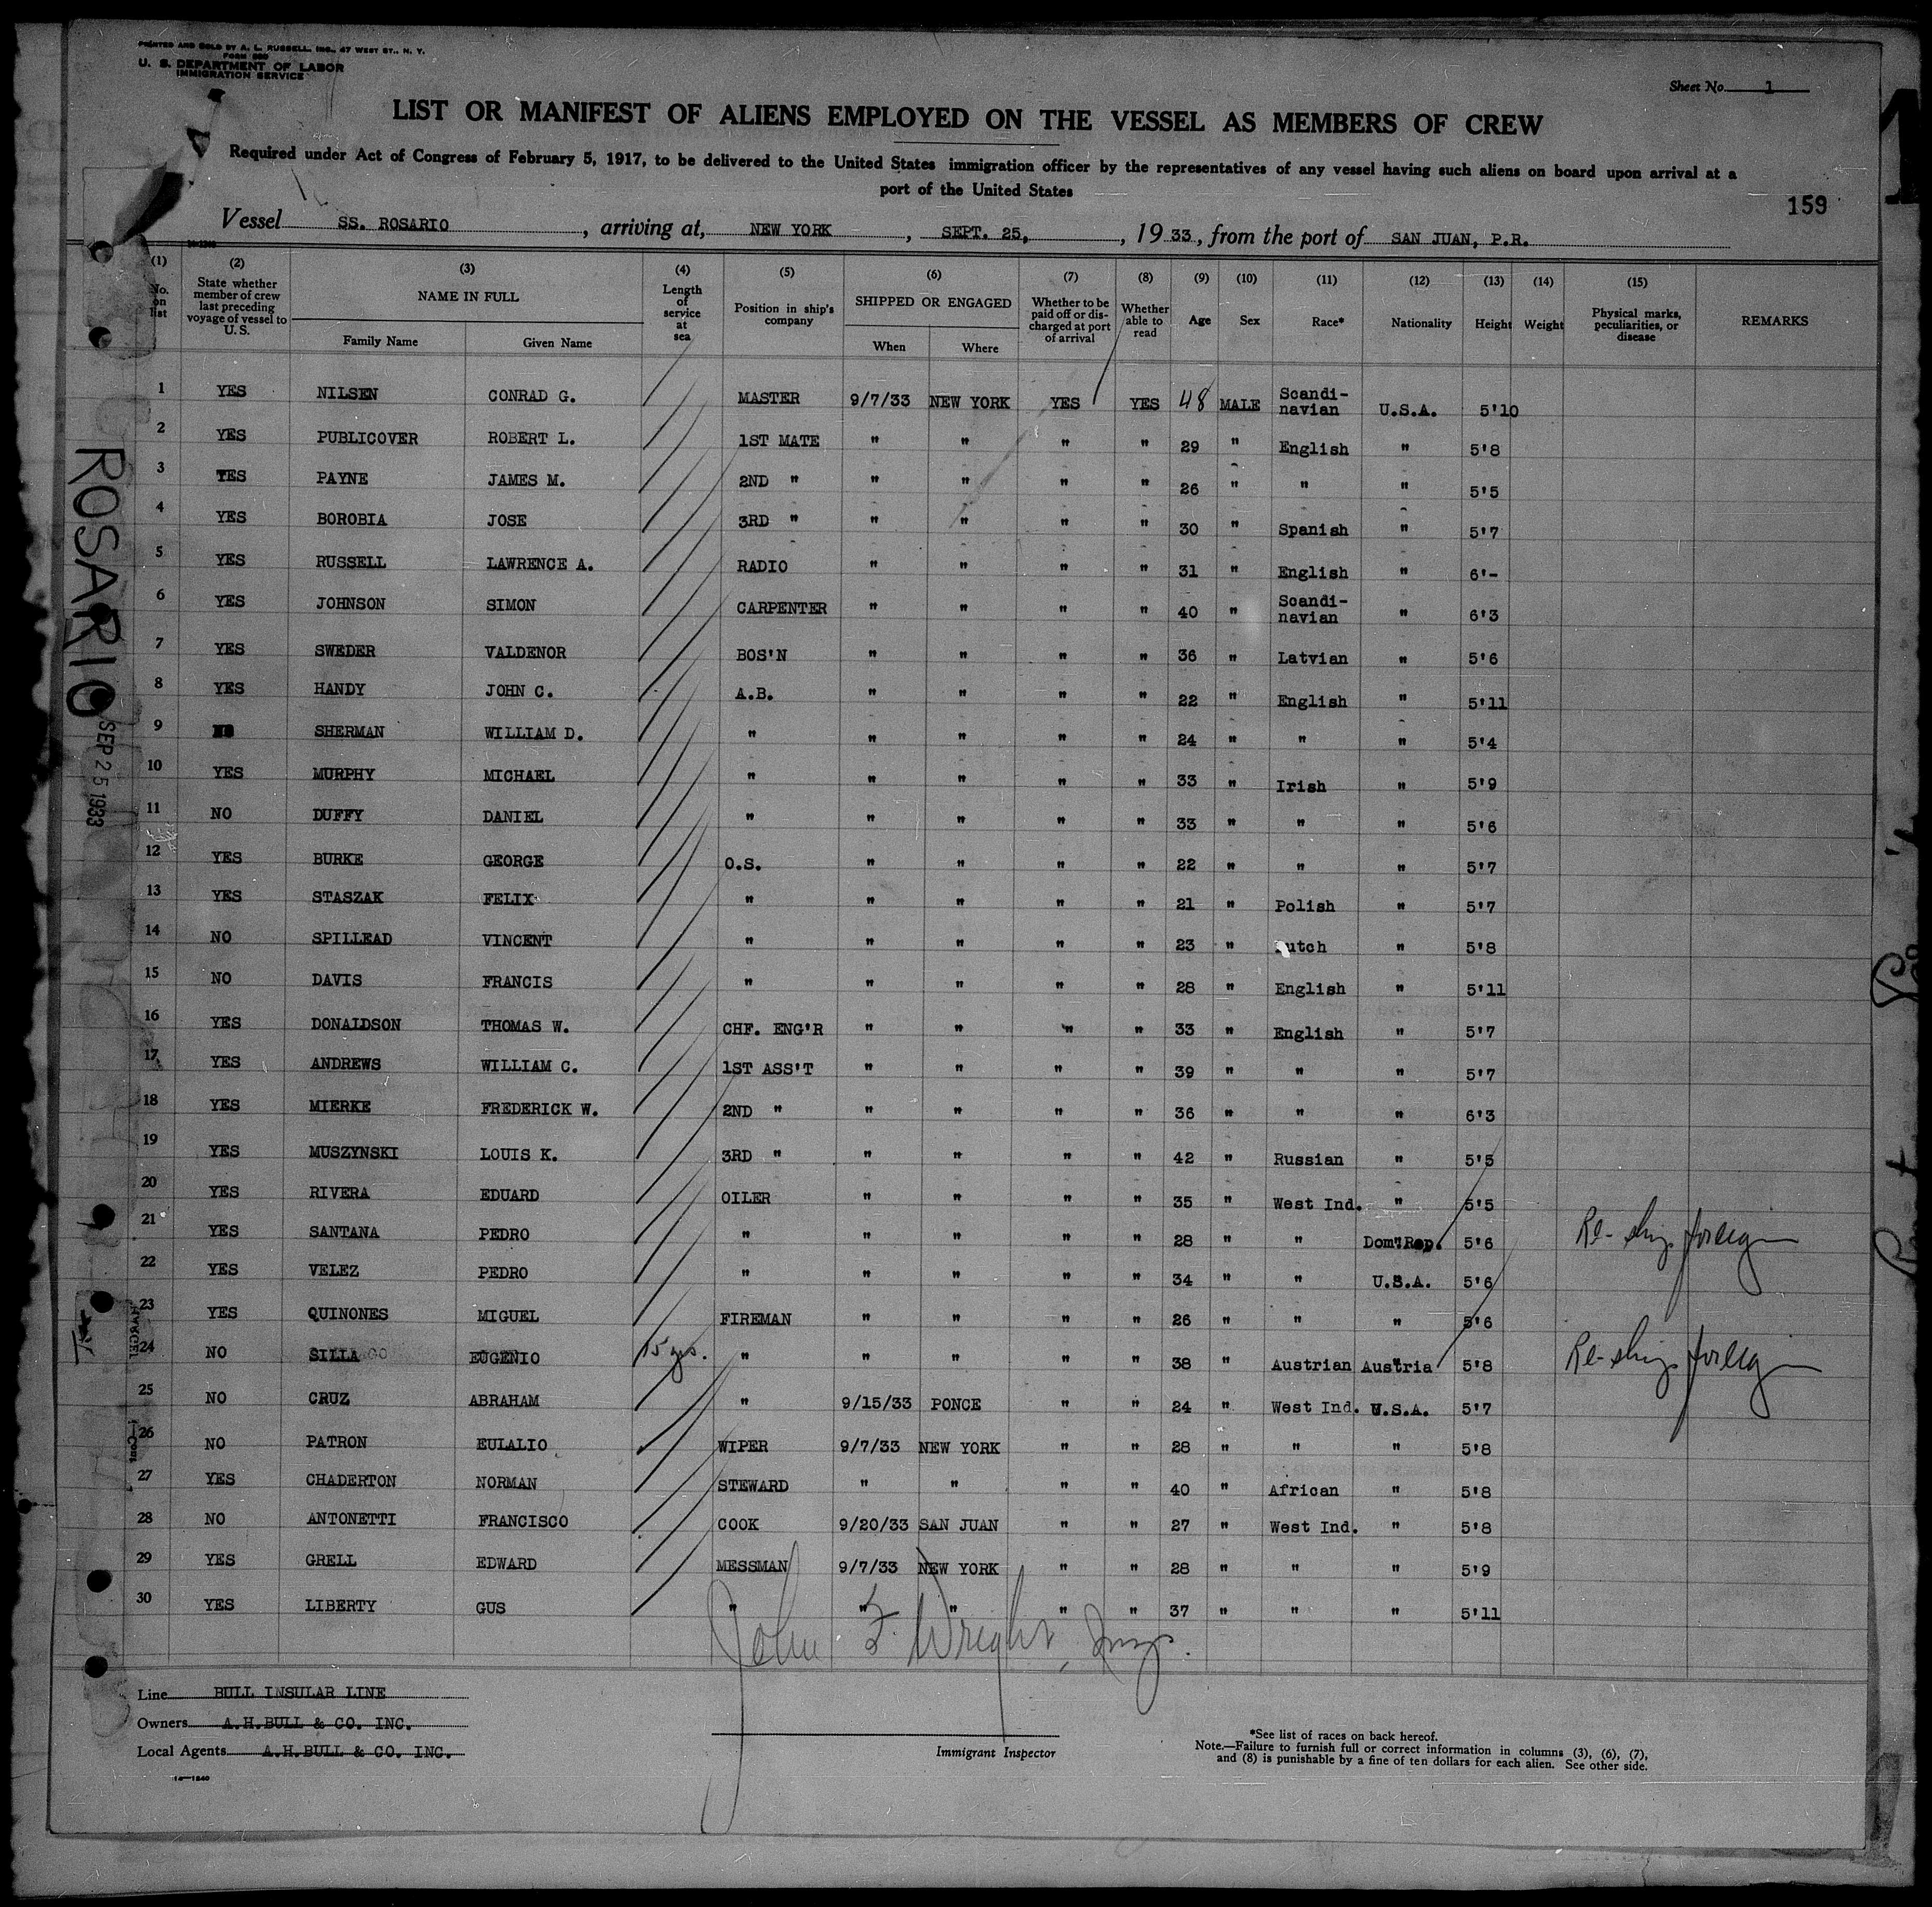 PRINTED AND SOLD BY A. L. RUSSELL, INC., 47 WEST ST., N. Y.
U. S. DEPARTMENT OF LABOR
IMMIGRATION SERVICE
Sheet No. 1
LIST OR MANIFEST OF ALIENS EMPLOYED ON THE VESSEL AS MEMBERS OF CREW
Required under Act of Congress of February 5, 1917, to be delivered to the United States immigration officer by the representatives of any vessel having such aliens on board upon arrival at a
port of the United States
159
Vessel SS. ROSARIO, arriving at, NEW YORK, SEPT. 25, , 19 33, from the port of SAN JUAN, P.R.
(1) No. on list (2) State whether member of crew last preceding voyage of vessel to U.S. (3) NAME IN FULL Family Name Given Name (4) Length of service at sea (5) Position in ship's company (6) SHIPPED OR ENGAGED When Where (7) Whether to be paid off or discharged at port of arrival (8) Whether able to read (9) Age (10) Sex (11) Race* (12) Nationality (13) Height (14) Weight (15) Physical marks, peculiarities, or disease REMARKS
1 YES NILSEN CONRAD G. MASTER 9/7/33 NEW YORK YES YES 48 MALE Scandi-navian U.S.A. 5'10
2 YES PUBLICOVER ROBERT L. 1ST MATE " " " " 29 " English " 5'8
3 YES PAYNE JAMES M. 2ND " " " " " 26 " " " 5'5
4 YES BOROBIA JOSE 3RD " " " " " 30 " Spanish " 5'7
5 YES RUSSELL LAWRENCE A. RADIO " " " " 31 " English " 6'-
6 YES JOHNSON SIMON CARPENTER " " " " 40 " Scandi-navian " 6'3
7 YES SWEDER VALDENOR BOS'N " " " " 36 " Latvian " 5'6
8 YES HANDY JOHN C. A.B. " " " " 22 " English " 5'11
9 SHERMAN WILLIAM D. " " " " " 24 " " " 5'4
10 YES MURPHY MICHAEL " " " " " 33 " Irish " 5'9
11 NO DUFFY DANIEL " " " " " 33 " " " 5'6
12 YES BURKE GEORGE O.S. " " " " 22 " " " 5'7
13 YES STASZAK FELIX " " " " " 21 " Polish " 5'7
14 NO SPILLEAD VINCENT " " " " " 23 " Dutch " 5'8
15 NO DAVIS FRANCIS " " " " " 28 " English " 5'11
16 YES DONALDSON THOMAS W. CHF. ENG'R " " " " 33 " English " 5'7
17 YES ANDREWS WILLIAM C. 1ST ASS'T " " " " 39 " " " 5'7
18 YES MIERKE FREDERICK W. 2ND " " " " " 36 " " " 6'3
19 YES MUSZYNSKI LOUIS K. 3RD " " " " " 42 " Russian " 5'5
20 YES RIVERA EDUARD OILER " " " " 35 " West Ind. " 5'5
21 YES SANTANA PEDRO " " " " " 28 " " Dom. Rep. 5'6 Re-ship foreign
22 YES VELEZ PEDRO " " " " " 34 " " U.S.A. 5'6
23 YES QUINONES MIGUEL FIREMAN " " " " 26 " " " 5'6
24 NO SILLA EUGENIO 15 yrs. " " " " " 38 " Austrian Austria 5'8 Re-ship foreign
25 NO CRUZ ABRAHAM " 9/15/33 PONCE " " 24 " West Ind. U.S.A. 5'7
26 NO PATRON EULALIO WIPER 9/7/33 NEW YORK " " 28 " " " 5'8
27 YES CHADERTON NORMAN STEWARD " " " " 40 " African " 5'8
28 NO ANTONETTI FRANCISCO COOK 9/20/33 SAN JUAN " " 27 " West Ind. " 5'8
29 YES GRELL EDWARD MESSMAN 9/7/33 NEW YORK " " 28 " " " 5'9
30 YES LIBERTY GUS " " " " " 37 " " " 5'11
ROSARIO
SEP 25 1933
John F. Wright, Insp.
Line BULL INSULAR LINE
Owners A.H.BULL & CO. INC.
Local Agents A.H.BULL & CO. INC.
Immigrant Inspector
*See list of races on back hereof.
Note.—Failure to furnish full or correct information in columns (3), (6), (7),
and (8) is punishable by a fine of ten dollars for each alien. See other side.
14—1240